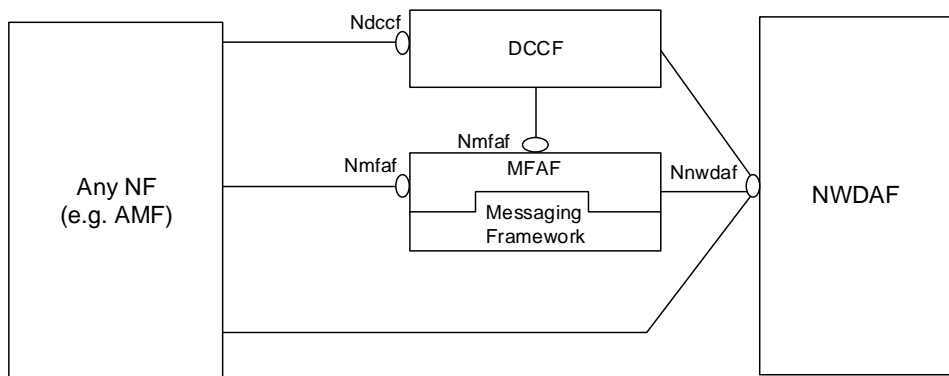 Ndccf
DCCF
Nmfaf
Nmfaf
MFAF
Nnwdaf
Any NF
(e.g. AMF)
NWDAF
Messaging
Framework